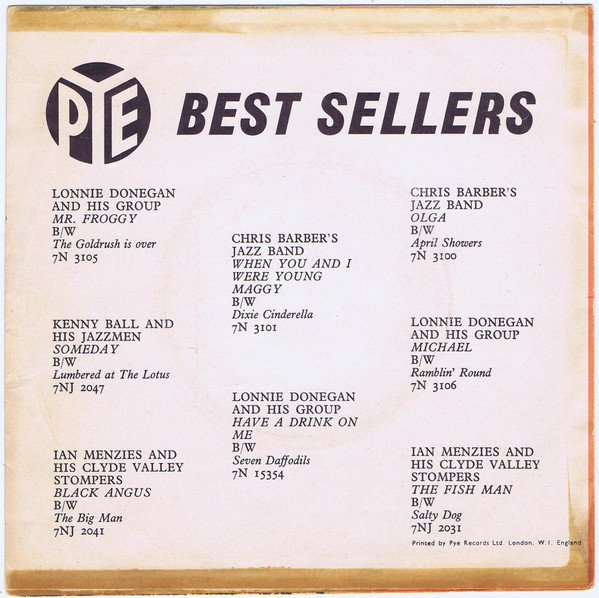 PYE BEST SELLERS
LONNIE DONEGAN
AND HIS GROUP
MR. FROGGY
B/W
The Goldrush is over
7N 3105
KENNY BALL AND
HIS JAZZMEN
SOMEDAY
B/W
Lumbered at The Lotus
7NJ 2047
IAN MENZIES AND
HIS CLYDE VALLEY
STOMPERS
BLACK ANGUS
B/W
The Big Man
7NJ 2041
CHRIS BARBER'S
JAZZ BAND
WHEN YOU AND I
WERE YOUNG
MAGGY
B/W
Dixie Cinderella
7N 3101
LONNIE DONEGAN
AND HIS GROUP
HAVE A DRINK ON
ME
B/W
Seven Daffodils
7N 15354
CHRIS BARBER'S
JAZZ BAND
OLGA
B/W
April Showers
7N 3100
LONNIE DONEGAN
AND HIS GROUP
MICHAEL
B/W
Ramblin' Round
7N 3106
IAN MENZIES AND
HIS CLYDE VALLEY
STOMPERS
THE FISH MAN
B/W
Salty Dog
7NJ 2031
Printed by Pye Records Ltd. London. W.I. England